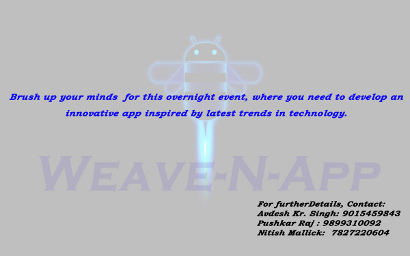 Brush up your minds for this overnight event, where you need to develop an
innovative app inspired by latest trends in technology.
WEAVE-N-APP
For furtherDetails, Contact:
Avdesh Kr. Singh: 9015459843
Pushkar Raj : 9899310092
Nitish Mallick: 7827220604